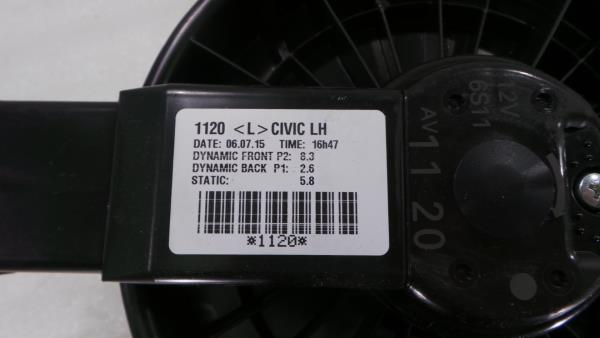 1120 <L> CIVIC LH
DATE: 06.07.15 TIME: 16h47
DYNAMIC FRONT P2: 8.3
DYNAMIC BACK P1: 2.6
STATIC: 5.8
*1120*
12V
6S11
AV11 20